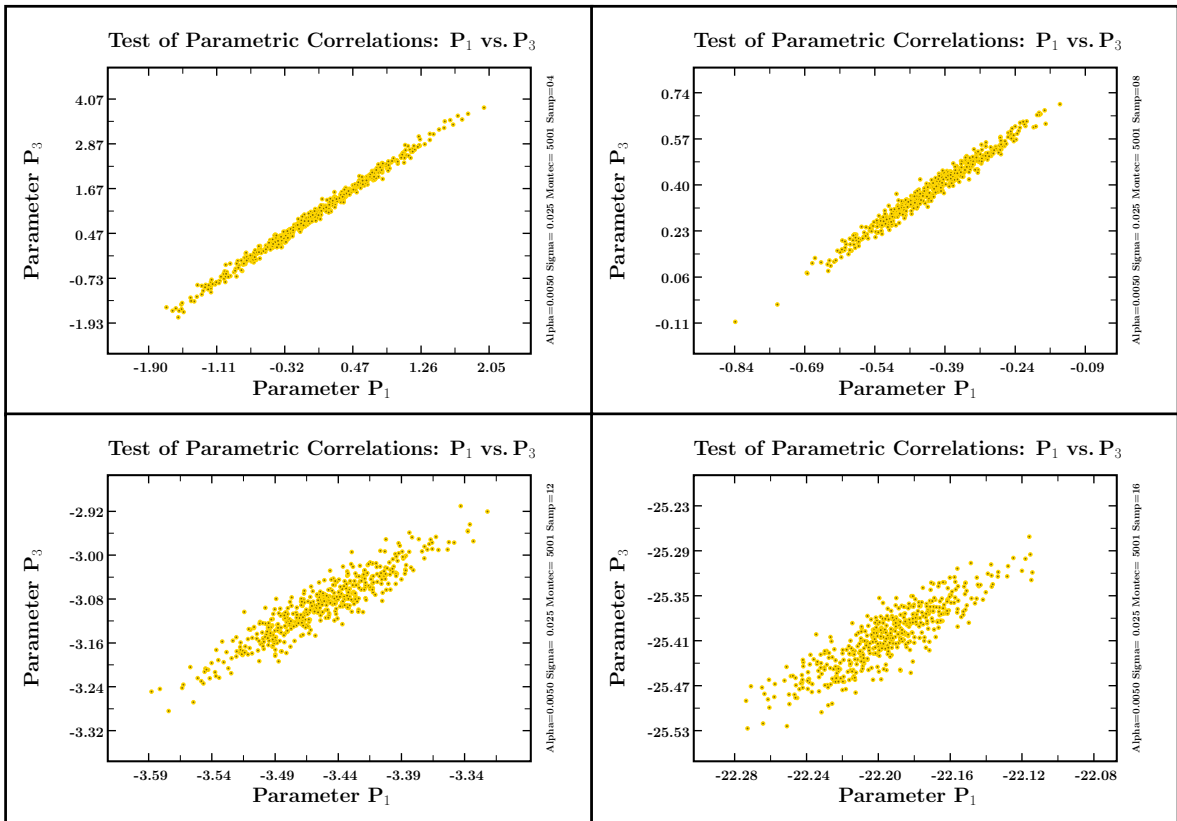 Test of Parametric Correlations: P₁ vs. P₃
Parameter P₃
4.07
2.87
1.67
0.47
-0.73
-1.93
-1.90 -1.11 -0.32 0.47 1.26 2.05
Parameter P₁
Alpha=0.0050 Sigma= 0.025 Montec= 5001 Samp=04
Test of Parametric Correlations: P₁ vs. P₃
Parameter P₃
0.74
0.57
0.40
0.23
0.06
-0.11
-0.84 -0.69 -0.54 -0.39 -0.24 -0.09
Parameter P₁
Alpha=0.0050 Sigma= 0.025 Montec= 5001 Samp=08
Test of Parametric Correlations: P₁ vs. P₃
Parameter P₃
-2.92
-3.00
-3.08
-3.16
-3.24
-3.32
-3.59 -3.54 -3.49 -3.44 -3.39 -3.34
Parameter P₁
Alpha=0.0050 Sigma= 0.025 Montec= 5001 Samp=12
Test of Parametric Correlations: P₁ vs. P₃
Parameter P₃
-25.23
-25.29
-25.35
-25.41
-25.47
-25.53
-22.28 -22.24 -22.20 -22.16 -22.12 -22.08
Parameter P₁
Alpha=0.0050 Sigma= 0.025 Montec= 5001 Samp=16